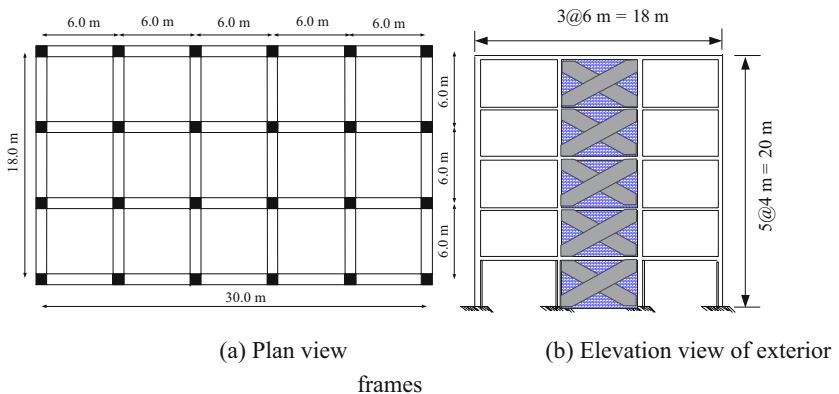 6.0 m 6.0 m 6.0 m 6.0 m 6.0 m
18.0 m
6.0 m
6.0 m
6.0 m
30.0 m
3@6 m = 18 m
5@4 m = 20 m
(a) Plan view (b) Elevation view of exterior
frames